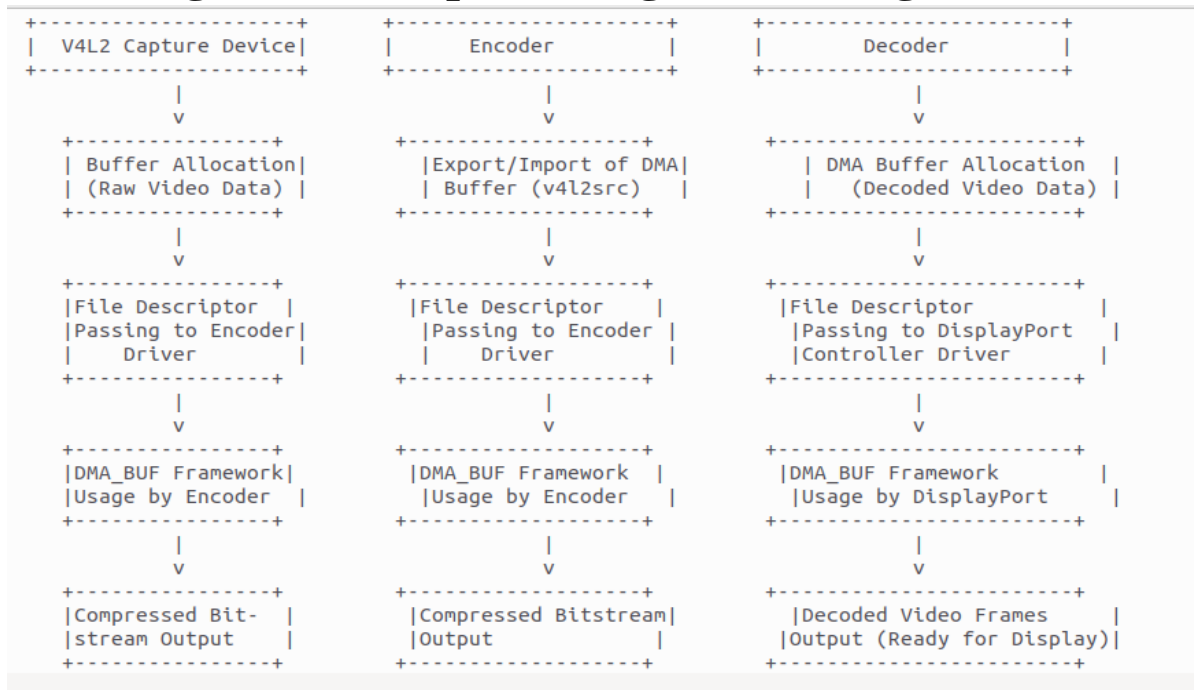 V4L2 Capture Device
Encoder
Decoder
Buffer Allocation
(Raw Video Data)
Export/Import of DMA
Buffer (v4l2src)
DMA Buffer Allocation
(Decoded Video Data)
File Descriptor
Passing to Encoder
Driver
File Descriptor
Passing to Encoder
Driver
File Descriptor
Passing to DisplayPort
Controller Driver
DMA_BUF Framework
Usage by Encoder
DMA_BUF Framework
Usage by Encoder
DMA_BUF Framework
Usage by DisplayPort
Compressed Bit-
stream Output
Compressed Bitstream
Output
Decoded Video Frames
Output (Ready for Display)